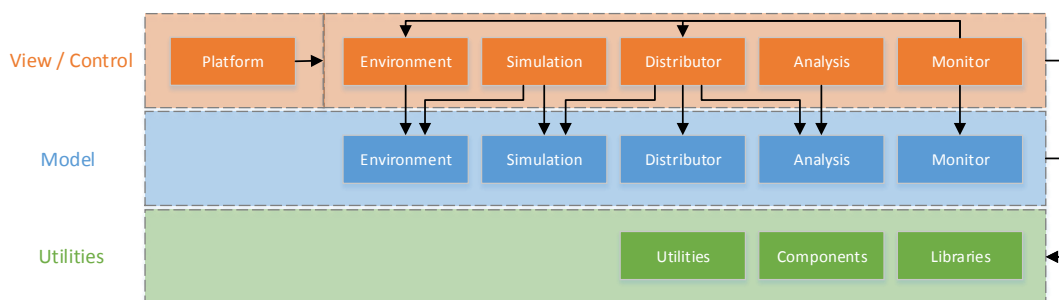 View / Control
Platform
Environment
Simulation
Distributor
Analysis
Monitor
Model
Environment
Simulation
Distributor
Analysis
Monitor
Utilities
Utilities
Components
Libraries